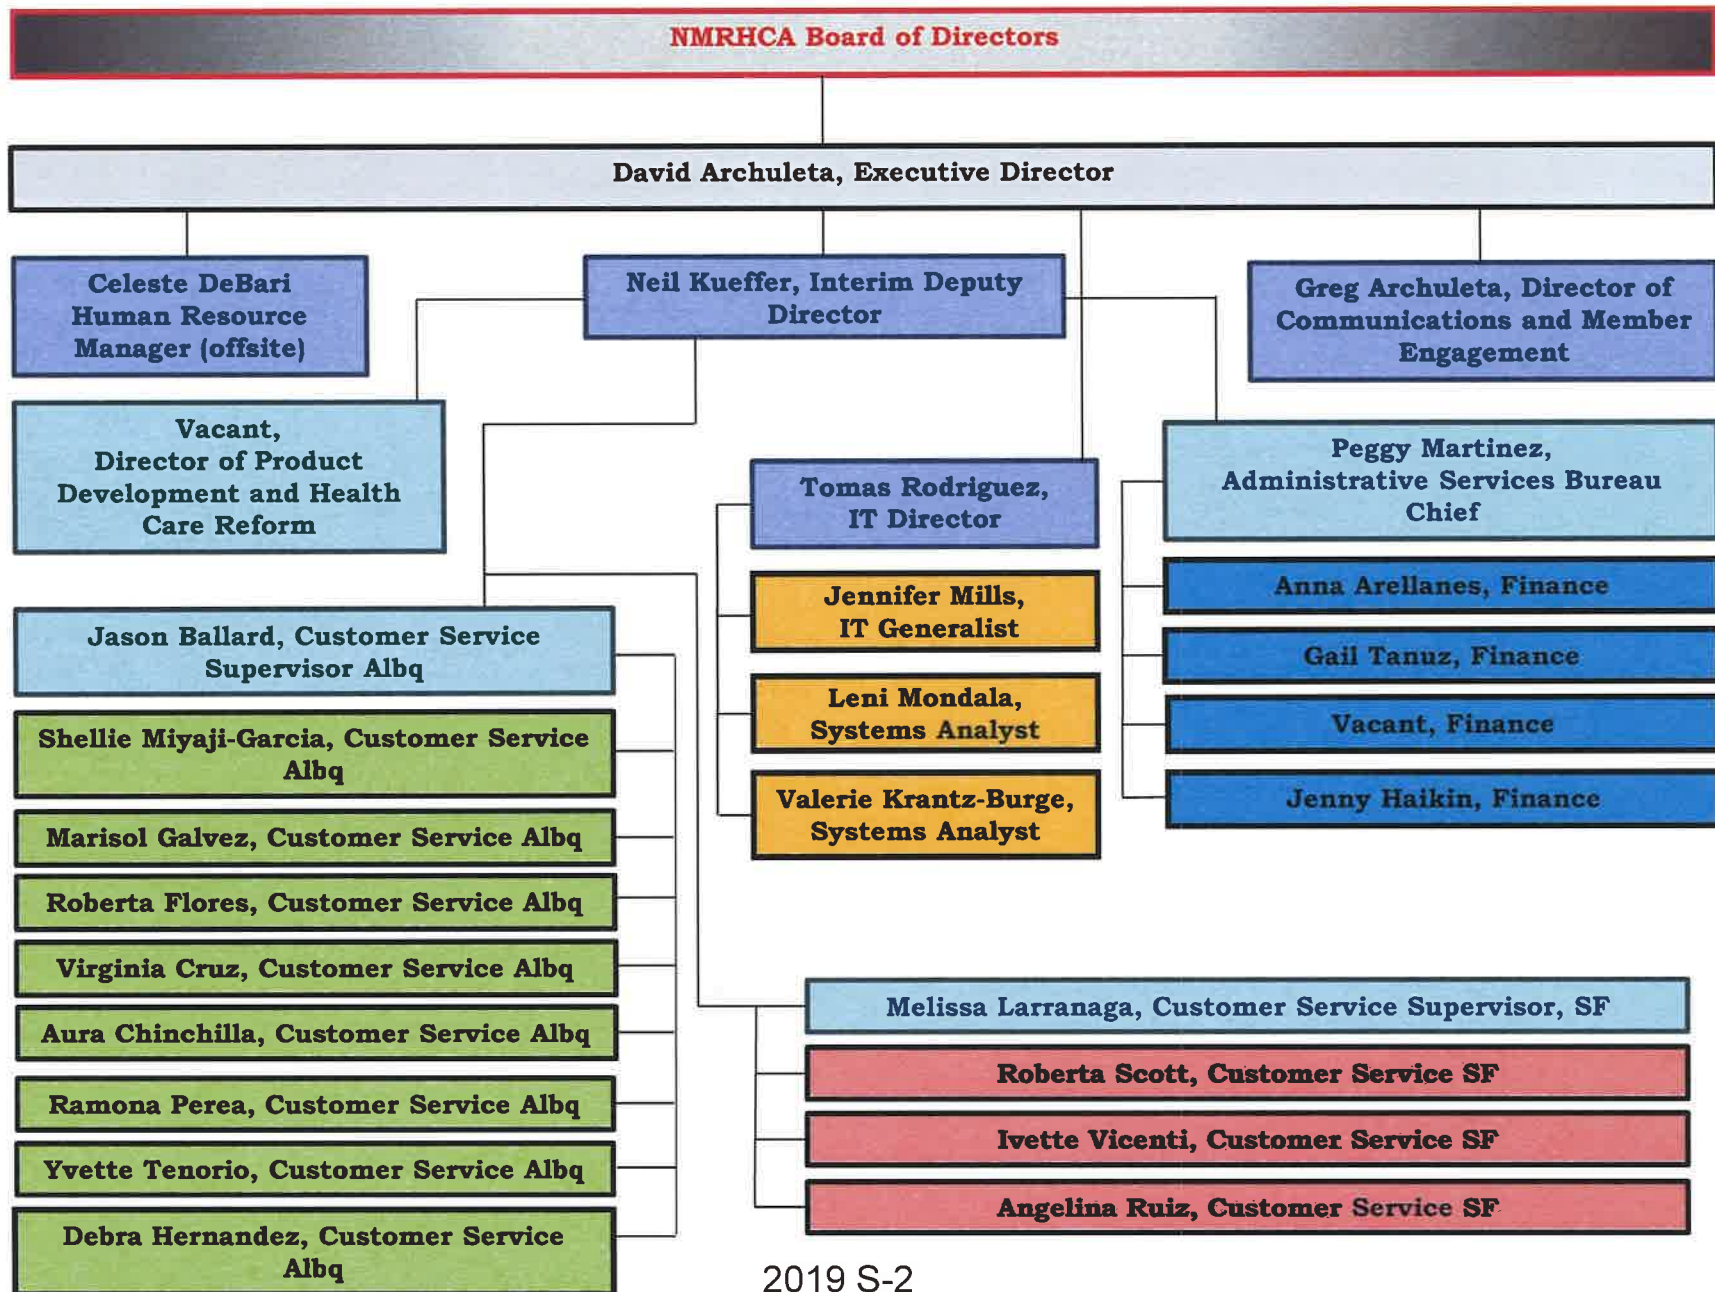 NMRHCA Board of Directors
David Archuleta, Executive Director
Celeste DeBari
Human Resource
Manager (offsite)
Neil Kueffer, Interim Deputy
Director
Greg Archuleta, Director of
Communications and Member
Engagement
Vacant,
Director of Product
Development and Health
Care Reform
Tomas Rodriguez,
IT Director
Peggy Martinez,
Administrative Services Bureau
Chief
Jennifer Mills,
IT Generalist
Leni Mondala,
Systems Analyst
Valerie Krantz-Burge,
Systems Analyst
Anna Arellanes, Finance
Gail Tanuz, Finance
Vacant, Finance
Jenny Haikin, Finance
Jason Ballard, Customer Service
Supervisor Albq
Shellie Miyaji-Garcia, Customer Service
Albq
Marisol Galvez, Customer Service Albq
Roberta Flores, Customer Service Albq
Virginia Cruz, Customer Service Albq
Aura Chinchilla, Customer Service Albq
Ramona Perea, Customer Service Albq
Yvette Tenorio, Customer Service Albq
Debra Hernandez, Customer Service
Albq
Melissa Larranaga, Customer Service Supervisor, SF
Roberta Scott, Customer Service SF
Ivette Vicenti, Customer Service SF
Angelina Ruiz, Customer Service SF
2019 S-2